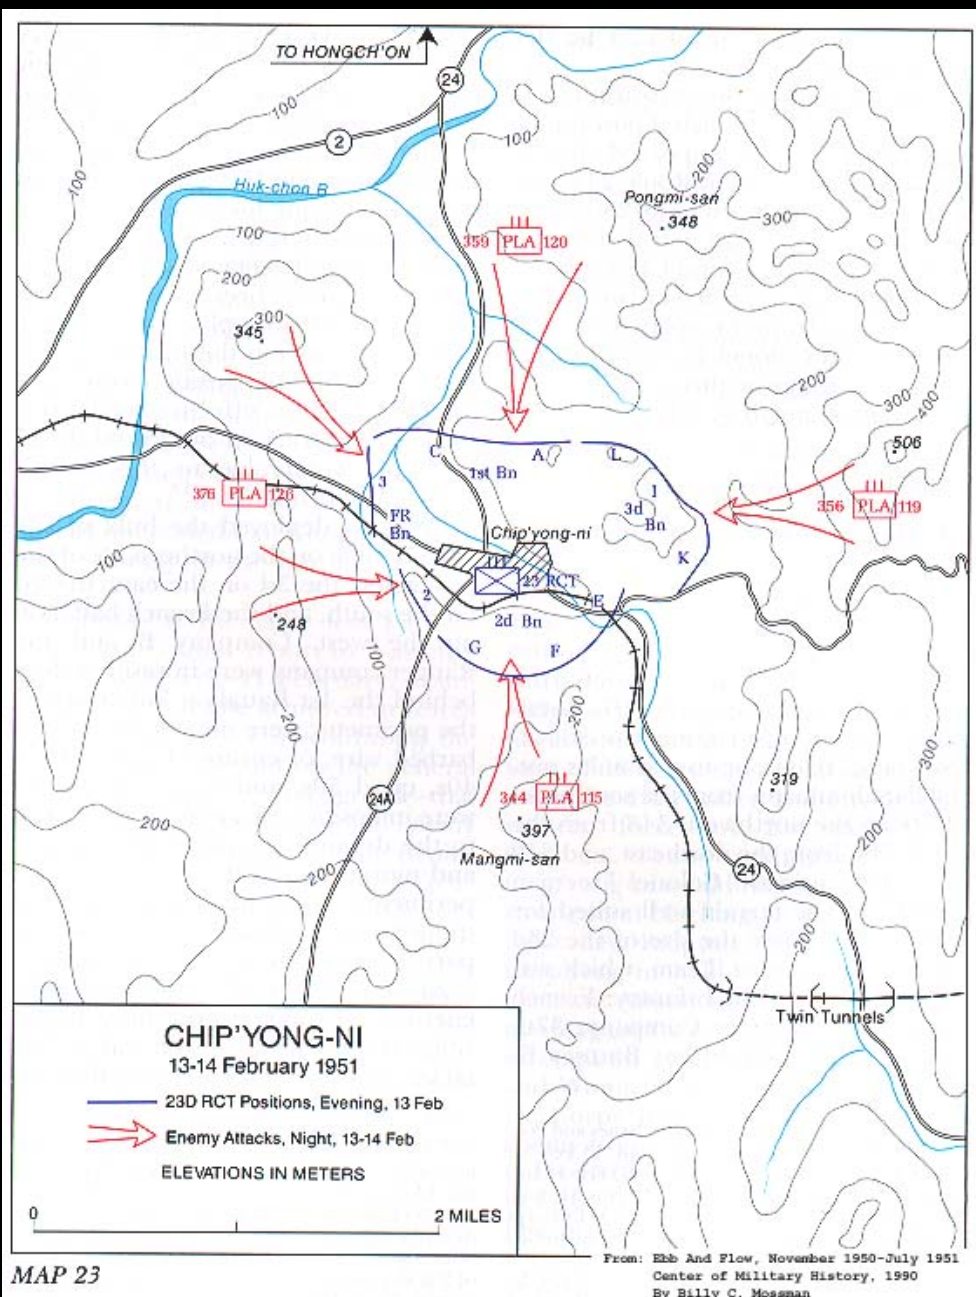 TO HONGCH'ON
24
100
2
100
200
100
Huk-chon R
Pongmi-san
348
300
100
359 PLA 120
200
300
345
200
300
400
506
C
A
L
1st Bn
3
I
3d
Bn
376 PLA 126
356 PLA 119
FR
Bn
Chip'yong-ni
K
100
23 RCT
2
E
2d Bn
248
G
F
100
200
200
300
319
24A
344 PLA 115
397
200
Mangmi-san
200
200
24
200
Twin Tunnels
CHIP'YONG-NI
13-14 February 1951
23D RCT Positions, Evening, 13 Feb
Enemy Attacks, Night, 13-14 Feb
ELEVATIONS IN METERS
0
2 MILES
MAP 23
From: Ebb And Flow, November 1950-July 1951
Center of Military History, 1990
By Billy C. Mossman